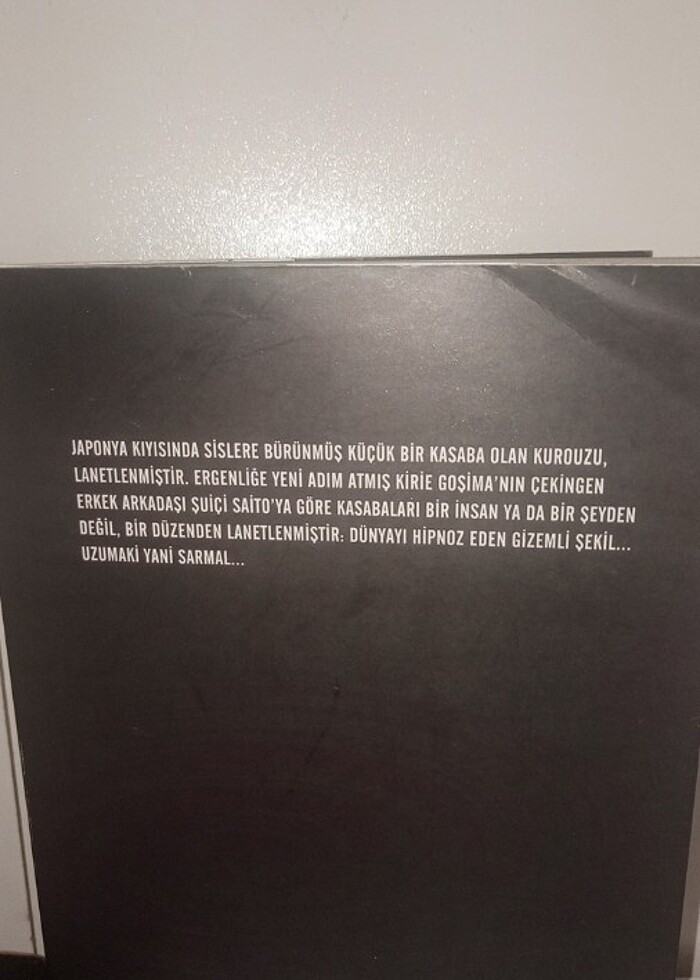 JAPONYA KIYISINDA SİSLERE BÜRÜNMÜŞ KÜÇÜK BİR KASABA OLAN KUROUZU,
LANETLENMİŞTİR. ERGENLİĞE YENİ ADIM ATMIŞ KİRİE GOŞİMA'NIN ÇEKİNGEN
ERKEK ARKADAŞI ŞUİÇİ SAİTO'YA GÖRE KASABALARI BİR İNSAN YA DA BİR ŞEYDEN
DEĞİL, BİR DÜZENDEN LANETLENMİŞTİR: DÜNYAYI HİPNOZ EDEN GİZEMLİ ŞEKİL...
UZUMAKİ YANİ SARMAL...